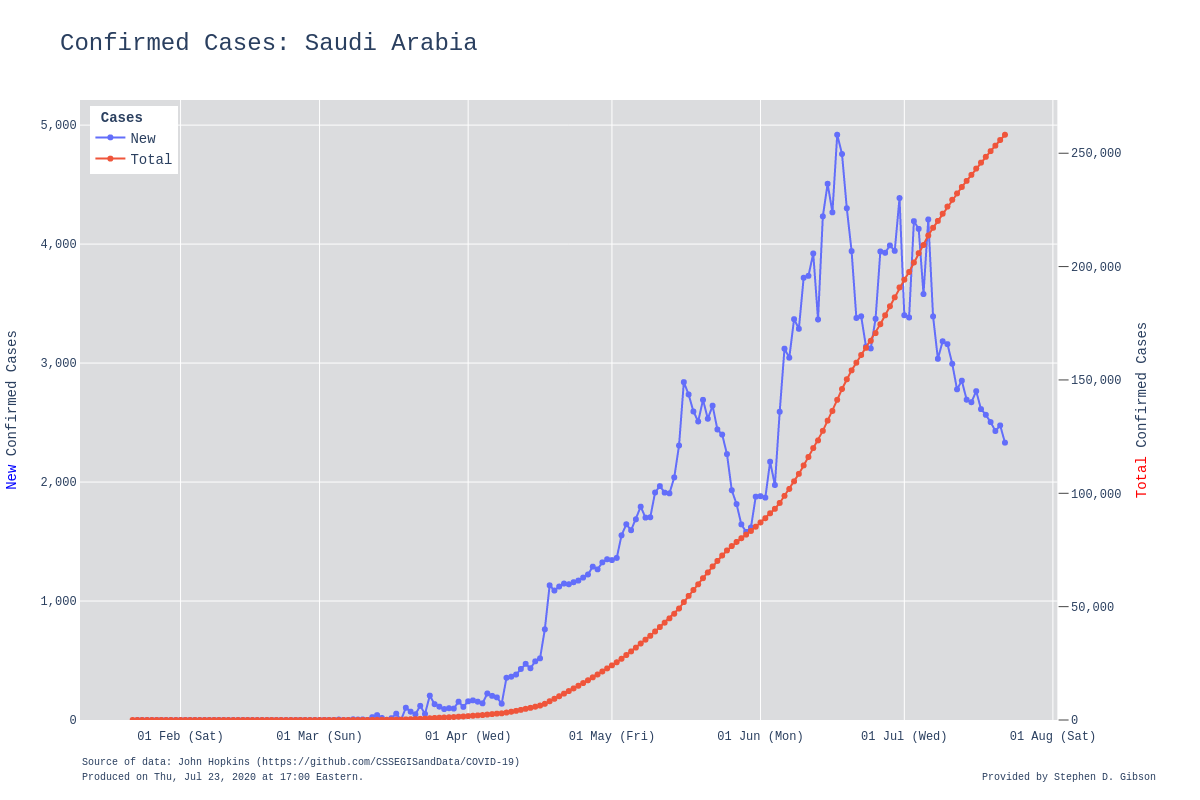 Confirmed Cases: Saudi Arabia
Cases
New
Total
5,000
4,000
3,000
2,000
1,000
0
New Confirmed Cases
250,000
200,000
150,000
100,000
50,000
0
Total Confirmed Cases
01 Feb (Sat)
01 Mar (Sun)
01 Apr (Wed)
01 May (Fri)
01 Jun (Mon)
01 Jul (Wed)
01 Aug (Sat)
Source of data: John Hopkins (https://github.com/CSSEGISandData/COVID-19)
Produced on Thu, Jul 23, 2020 at 17:00 Eastern.
Provided by Stephen D. Gibson